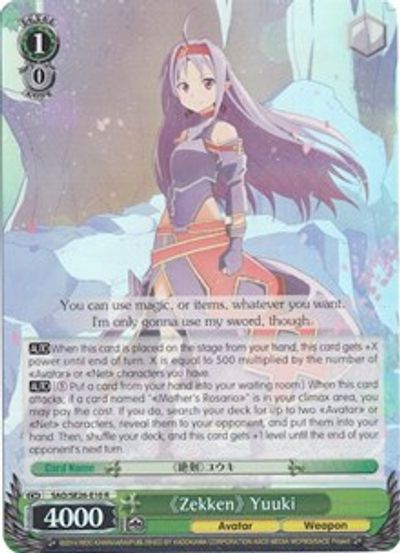 1
0
You can use magic, or items, whatever you want.
I'm only gonna use my sword, though.
AUTO When this card is placed on the stage from your hand, this card gets +X
power until end of turn. X is equal to 500 multiplied by the number of
«Avatar» or «Net» characters you have.
AUTO [① Put a card from your hand into your waiting room] When this card
attacks, if a card named "«Mother's Rosario»" is in your climax area, you
may pay the cost. If you do, search your deck for up to two «Avatar» or
«Net» characters, reveal them to your opponent, and put them into your
hand. Then, shuffle your deck, and this card gets +1 level until the end of your
opponent's next turn.
Card Name 《絶剣》ユウキ
CH SAO/SE26-E10 R
《Zekken》 Yuuki
4000
Avatar Weapon